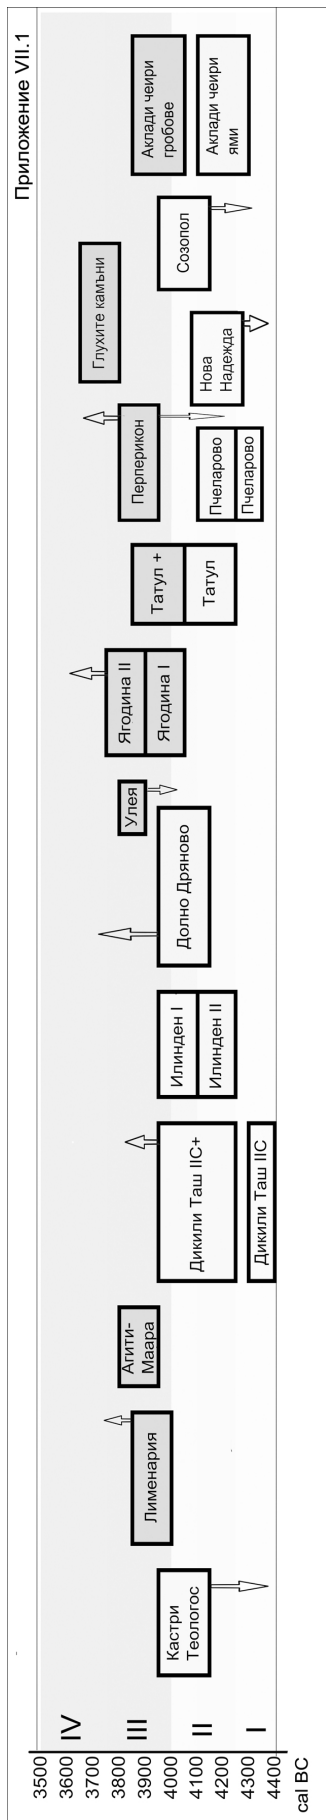 Приложение VII.1
Аклади чеири
гробове
Аклади чеири
ями
Созопол
Глухите камъни
Нова
Надежда
Перперикон
Пчеларово
Пчеларово
Татул +
Татул
Ягодина II
Ягодина I
Улея
Долно Дряново
Илинден I
Илинден II
Дикили Таш IIC+
Дикили Таш IIC
Агити-
Маара
Лименария
Кастри
Теологос
IV
III
II
I
3500
3600
3700
3800
3900
4000
4100
4200
4300
4400
cal BC